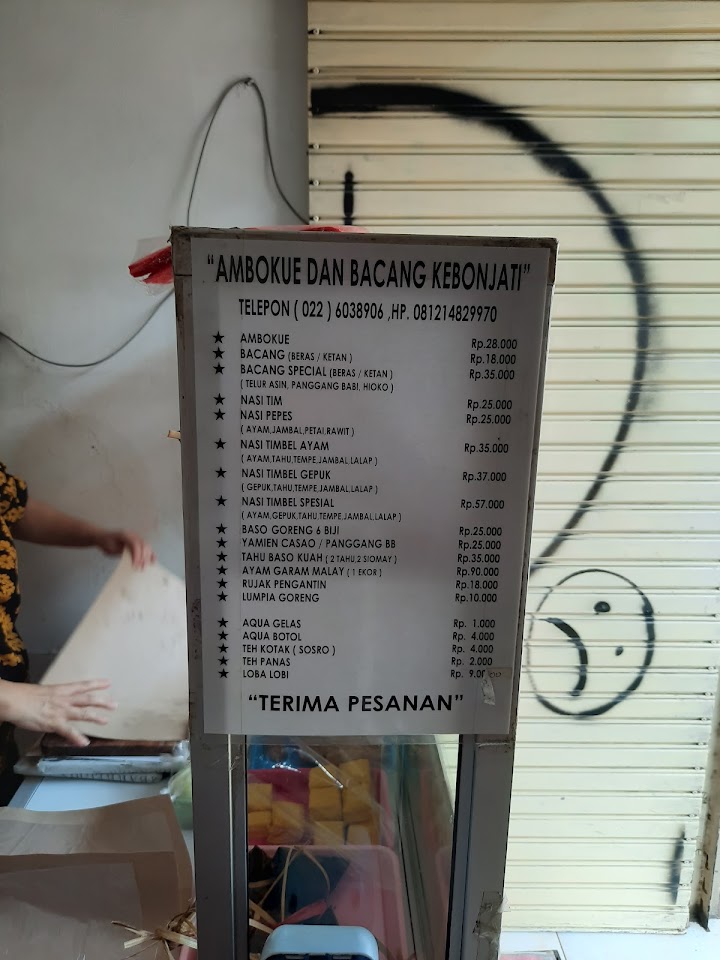 "AMBOKUE DAN BACANG KEBONJATI"
TELEPON ( 022 ) 6038906 ,HP. 081214829970
★ AMBOKUE Rp.28.000
★ BACANG (BERAS / KETAN ) Rp.18.000
★ BACANG SPECIAL (BERAS / KETAN ) Rp.35.000
( TELUR ASIN, PANGGANG BABI, HIOKO )
★ NASI TIM Rp.25.000
★ NASI PEPES Rp.25.000
( AYAM,JAMBAL,PETAI,RAWIT )
★ NASI TIMBEL AYAM Rp.35.000
( AYAM,TAHU,TEMPE,JAMBAL,LALAP )
★ NASI TIMBEL GEPUK Rp.37.000
( GEPUK,TAHU,TEMPE,JAMBAL,LALAP )
★ NASI TIMBEL SPESIAL Rp.57.000
( AYAM,GEPUK,TAHU,TEMPE,JAMBAL,LALAP )
★ BASO GORENG 6 BIJI Rp.25.000
★ YAMIEN CASAO / PANGGANG BB Rp.25.000
★ TAHU BASO KUAH ( 2 TAHU,2 SIOMAY ) Rp.35.000
★ AYAM GARAM MALAY ( 1 EKOR ) Rp.90.000
★ RUJAK PENGANTIN Rp.18.000
★ LUMPIA GORENG Rp.10.000
★ AQUA GELAS Rp. 1.000
★ AQUA BOTOL Rp. 4.000
★ TEH KOTAK ( SOSRO ) Rp. 4.000
★ TEH PANAS Rp. 2.000
★ LOBA LOBI Rp. 9.000
"TERIMA PESANAN"